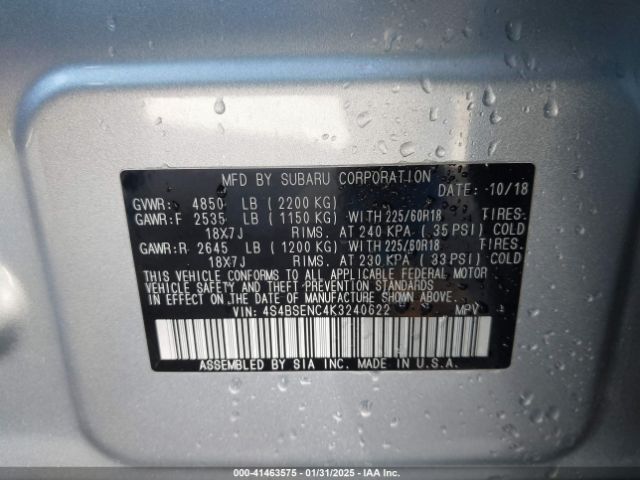 MFD BY SUBARU CORPORATION
DATE: 10/18
GVWR: 4850 LB (2200 KG)
GAWR:F 2535 LB (1150 KG) WITH 225/60R18 TIRES.
18X7J RIMS. AT 240 KPA (35 PSI) COLD
GAWR:R 2645 LB (1200 KG) WITH 225/60R18 TIRES.
18X7J RIMS. AT 230 KPA (33 PSI) COLD
THIS VEHICLE CONFORMS TO ALL APPLICABLE FEDERAL MOTOR
VEHICLE SAFETY AND THEFT PREVENTION STANDARDS
IN EFFECT ON THE DATE OF MANUFACTURE SHOWN ABOVE.
VIN: 4S4BSENC4K3240622 MPV
ASSEMBLED BY SIA INC. MADE IN U.S.A.
000-41463575 - 01/31/2025 - IAA Inc.